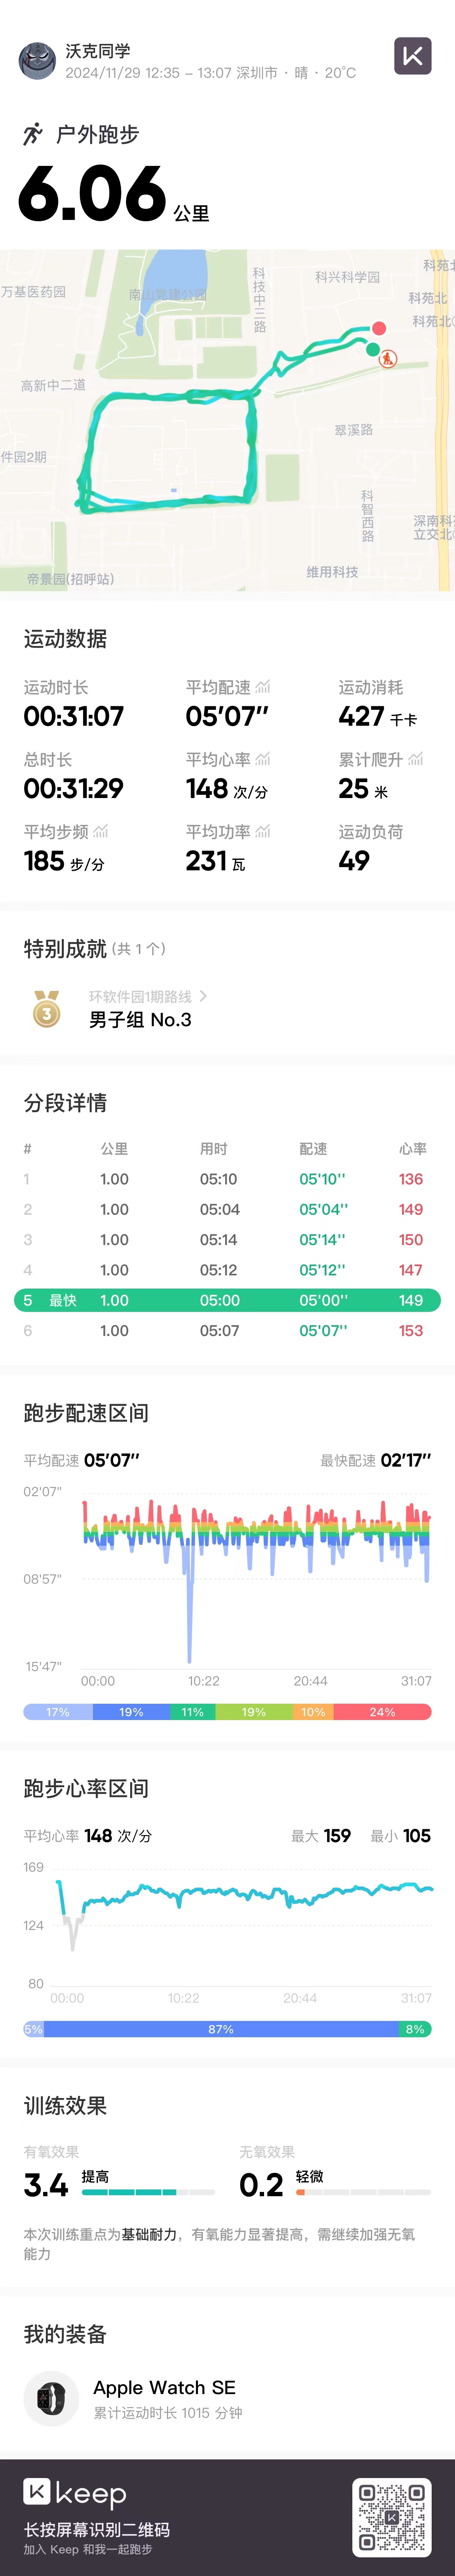 沃克同学
2024/11/29 12:35 – 13:07 深圳市 · 晴 · 20°C
户外跑步
6.06 公里
万基医药园
南山党建公园
科技中三路
科兴科学园
科苑北
科苑北
科苑北
高新中二道
翠溪路
件园2期
科智西路
深南科
立交北
维用科技
帝景园(招呼站)
运动数据
运动时长 平均配速 运动消耗
00:31:07 05'07'' 427 千卡
总时长 平均心率 累计爬升
00:31:29 148 次/分 25 米
平均步频 平均功率 运动负荷
185 步/分 231 瓦 49
特别成就 (共 1 个)
3
环软件园1期路线
男子组 No.3
分段详情
# 公里 用时 配速 心率
1 1.00 05:10 05'10'' 136
2 1.00 05:04 05'04'' 149
3 1.00 05:14 05'14'' 150
4 1.00 05:12 05'12'' 147
5 最快 1.00 05:00 05'00'' 149
6 1.00 05:07 05'07'' 153
跑步配速区间
平均配速 05'07'' 最快配速 02'17''
02'07"
08'57"
15'47"
00:00 10:22 20:44 31:07
17% 19% 11% 19% 10% 24%
跑步心率区间
平均心率 148 次/分 最大 159 最小 105
169
124
80
00:00 10:22 20:44 31:07
5% 87% 8%
训练效果
有氧效果 无氧效果
3.4 提高 0.2 轻微
本次训练重点为基础耐力，有氧能力显著提高，需继续加强无氧
能力
我的装备
Apple Watch SE
累计运动时长 1015 分钟
keep
长按屏幕识别二维码
加入 Keep 和我一起跑步